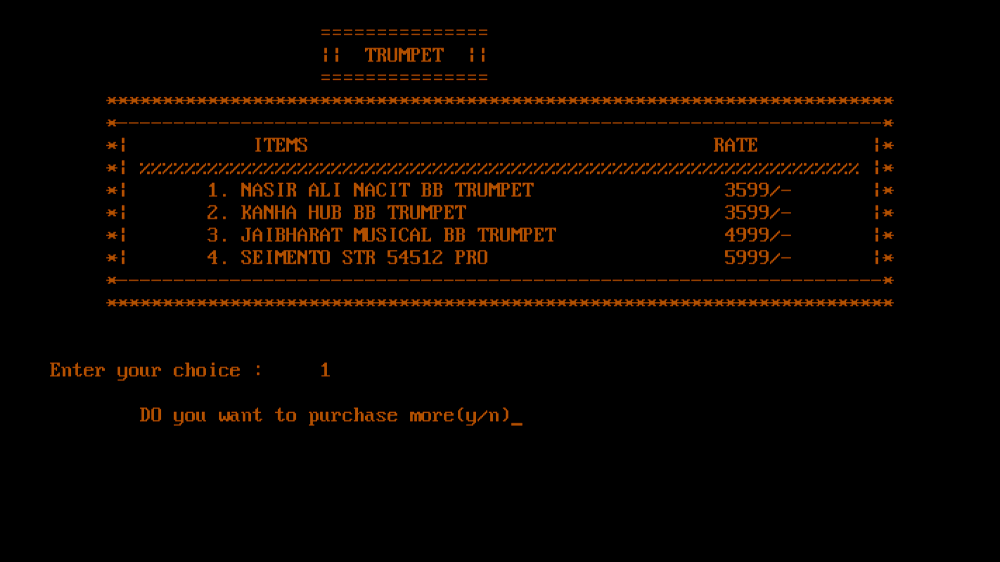 ===============
||  TRUMPET  ||
===============
**********************************************************************
*--------------------------------------------------------------------*
*| ITEMS RATE |*
*| %%%%%%%%%%%%%%%%%%%%%%%%%%%%%%%%%%%%%%%%%%%%%%%%%%%%%%%%%%%%%%%% |*
*| 1. NASIR ALI NACIT BB TRUMPET 3599/- |*
*| 2. KANHA HUB BB TRUMPET 3599/- |*
*| 3. JAIBHARAT MUSICAL BB TRUMPET 4999/- |*
*| 4. SEIMENTO STR 54512 PRO 5999/- |*
*--------------------------------------------------------------------*
**********************************************************************
Enter your choice : 1
DO you want to purchase more(y/n)_